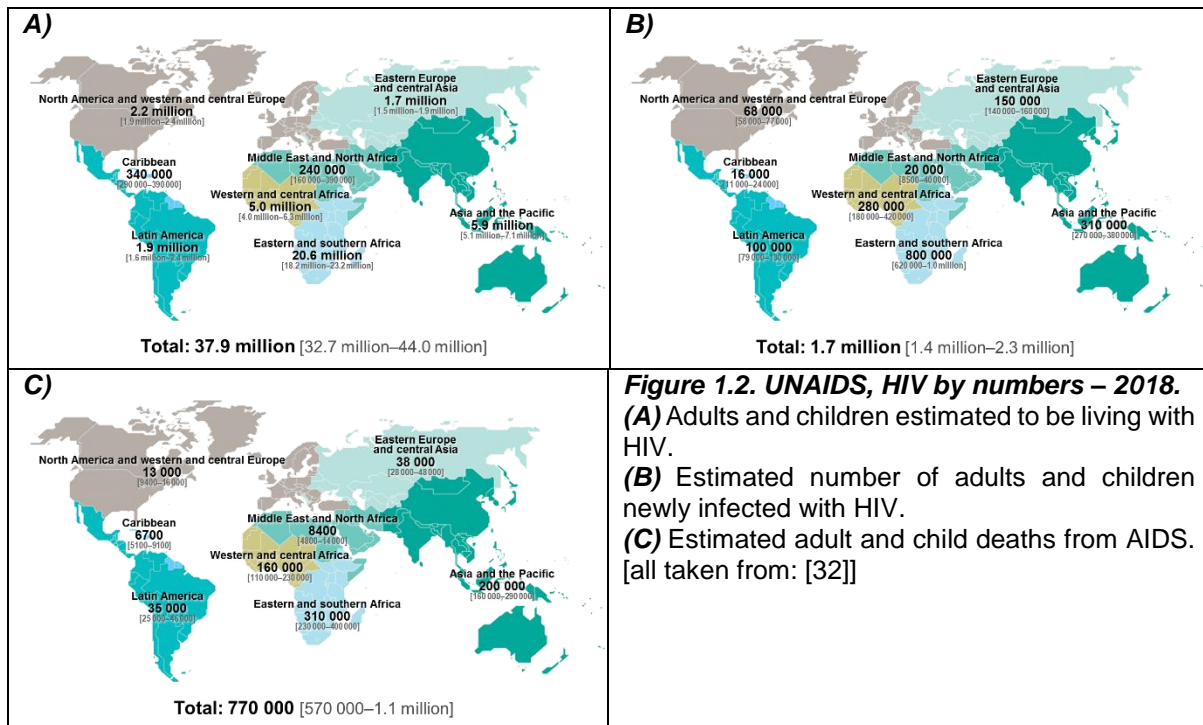 A)
Eastern Europe
and central Asia
1.7 million
[1.5 million–1.9 million]
North America and western and central Europe
2.2 million
[1.9 million–2.4 million]
Caribbean
340 000
[290 000–390 000]
Middle East and North Africa
240 000
[160 000–390 000]
Western and central Africa
5.0 million
[4.0 million–6.3 million]
Asia and the Pacific
5.9 million
[5.1 million–7.1 million]
Latin America
1.9 million
[1.6 million–2.4 million]
Eastern and southern Africa
20.6 million
[18.2 million–23.2 million]
Total: 37.9 million [32.7 million–44.0 million]
B)
Eastern Europe
and central Asia
150 000
[140 000–160 000]
North America and western and central Europe
68 000
[58 000–77 000]
Caribbean
16 000
[11 000–24 000]
Middle East and North Africa
20 000
[8500–40 000]
Western and central Africa
280 000
[180 000–420 000]
Asia and the Pacific
310 000
[270 000–380 000]
Latin America
100 000
[79 000–130 000]
Eastern and southern Africa
800 000
[620 000–1.0 million]
Total: 1.7 million [1.4 million–2.3 million]
C)
Eastern Europe
and central Asia
38 000
[28 000–48 000]
North America and western and central Europe
13 000
[9400–16 000]
Caribbean
6700
[5100–9100]
Middle East and North Africa
8400
[4800–14 000]
Western and central Africa
160 000
[110 000–230 000]
Asia and the Pacific
200 000
[160 000–290 000]
Latin America
35 000
[25 000–46 000]
Eastern and southern Africa
310 000
[230 000–400 000]
Total: 770 000 [570 000–1.1 million]
Figure 1.2. UNAIDS, HIV by numbers – 2018.
(A) Adults and children estimated to be living with
HIV.
(B) Estimated number of adults and children
newly infected with HIV.
(C) Estimated adult and child deaths from AIDS.
[all taken from: [32]]